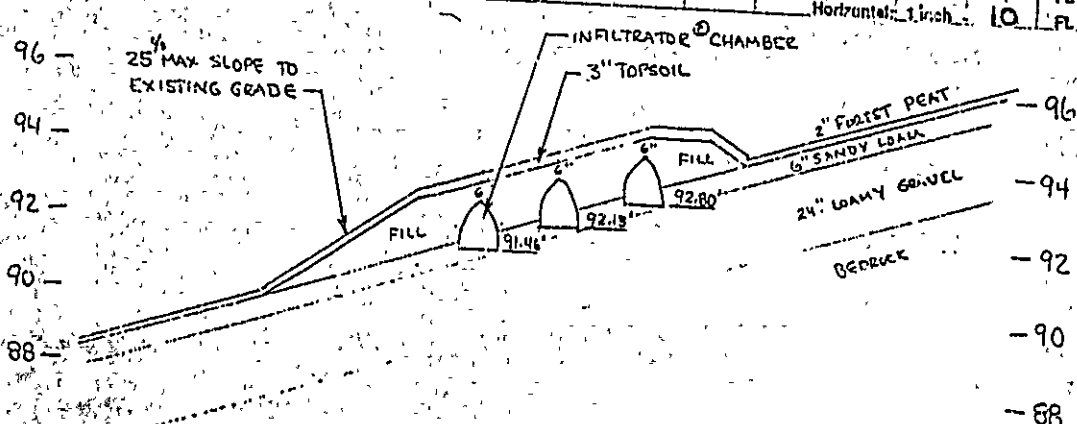 Horizontal: 1 inch = 10 FT.
96
25% MAX SLOPE TO
EXISTING GRADE
INFILTRATOR ® CHAMBER
3" TOPSOIL
2" FOREST PEAT
96
94
6" SANDY LOAM
6"
6"
6"
FILL
24" LOAMY GRAVEL
94
92
FILL
92.80'
92.13'
91.46'
BEDROCK
92
90
90
88
88